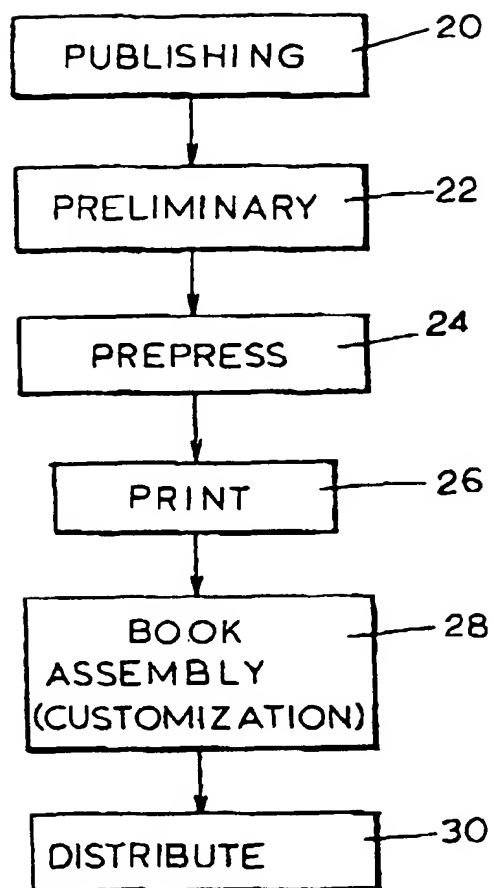 PUBLISHING
20
PRELIMINARY
22
PREPRESS
24
PRINT
26
BOOK
ASSEMBLY
(CUSTOMIZATION)
28
DISTRIBUTE
30